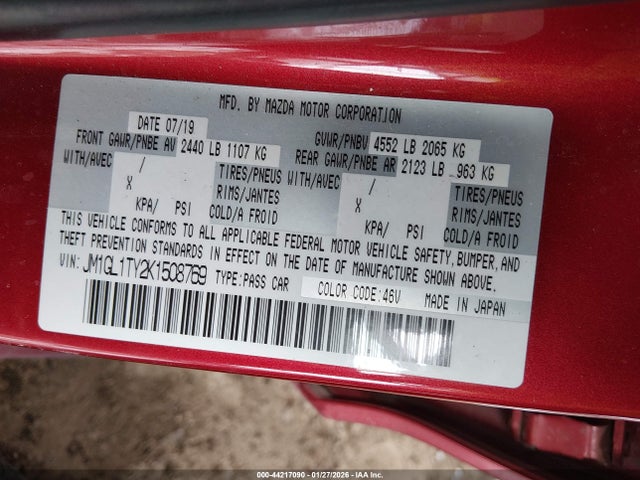 MFD. BY MAZDA MOTOR CORPORATION
DATE 07/19 GVWR/PNBV 4552 LB 2065 KG
FRONT GAWR/PNBE AV 2440 LB 1107 KG REAR GAWR/PNBE AR 2123 LB 963 KG
WITH/AVEC / TIRES/PNEUS WITH/AVEC / TIRES/PNEUS
X RIMS/JANTES X RIMS/JANTES
KPA/ PSI COLD/A FROID KPA/ PSI COLD/A FROID
THIS VEHICLE CONFORMS TO ALL APPLICABLE FEDERAL MOTOR VEHICLE SAFETY, BUMPER, AND
THEFT PREVENTION STANDARDS IN EFFECT ON THE DATE OF MANUFACTURE SHOWN ABOVE.
VIN: JM1GL1TY2K1508769 TYPE: PASS CAR COLOR CODE: 46V MADE IN JAPAN
000-44217090 - 01/27/2026 - IAA Inc.